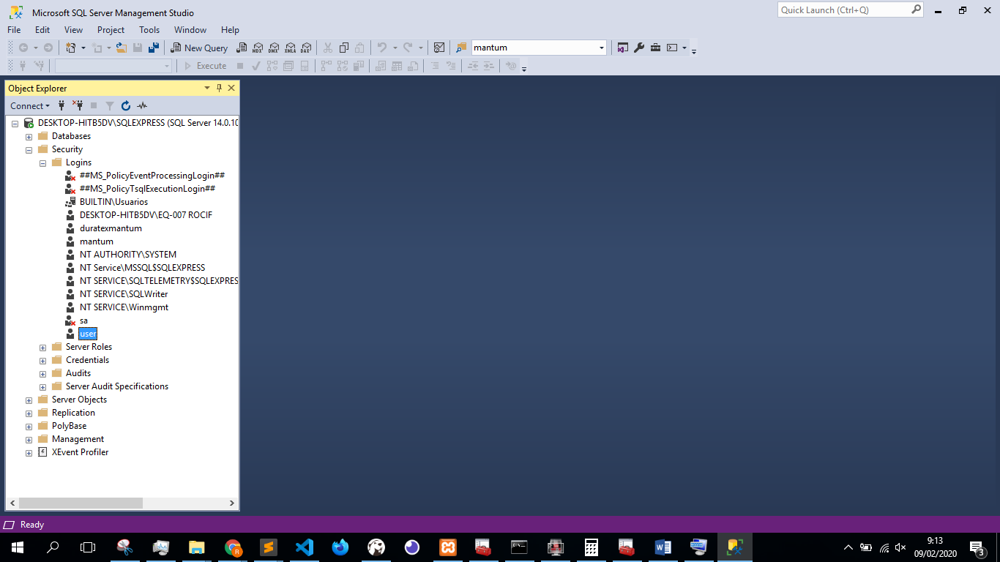 Microsoft SQL Server Management Studio
Quick Launch (Ctrl+Q)
File Edit View Project Tools Window Help
New Query MDX DMX XMLA DAX mantum
Execute
Object Explorer
Connect
DESKTOP-HITB5DV\SQLEXPRESS (SQL Server 14.0.10
Databases
Security
Logins
##MS_PolicyEventProcessingLogin##
##MS_PolicyTsqlExecutionLogin##
BUILTIN\Usuarios
DESKTOP-HITB5DV\EQ-007 ROCIF
duratexmantum
mantum
NT AUTHORITY\SYSTEM
NT Service\MSSQL$SQLEXPRESS
NT SERVICE\SQLTELEMETRY$SQLEXPRES
NT SERVICE\SQLWriter
NT SERVICE\Winmgmt
sa
user
Server Roles
Credentials
Audits
Server Audit Specifications
Server Objects
Replication
PolyBase
Management
XEvent Profiler
Ready
9:13
09/02/2020
3